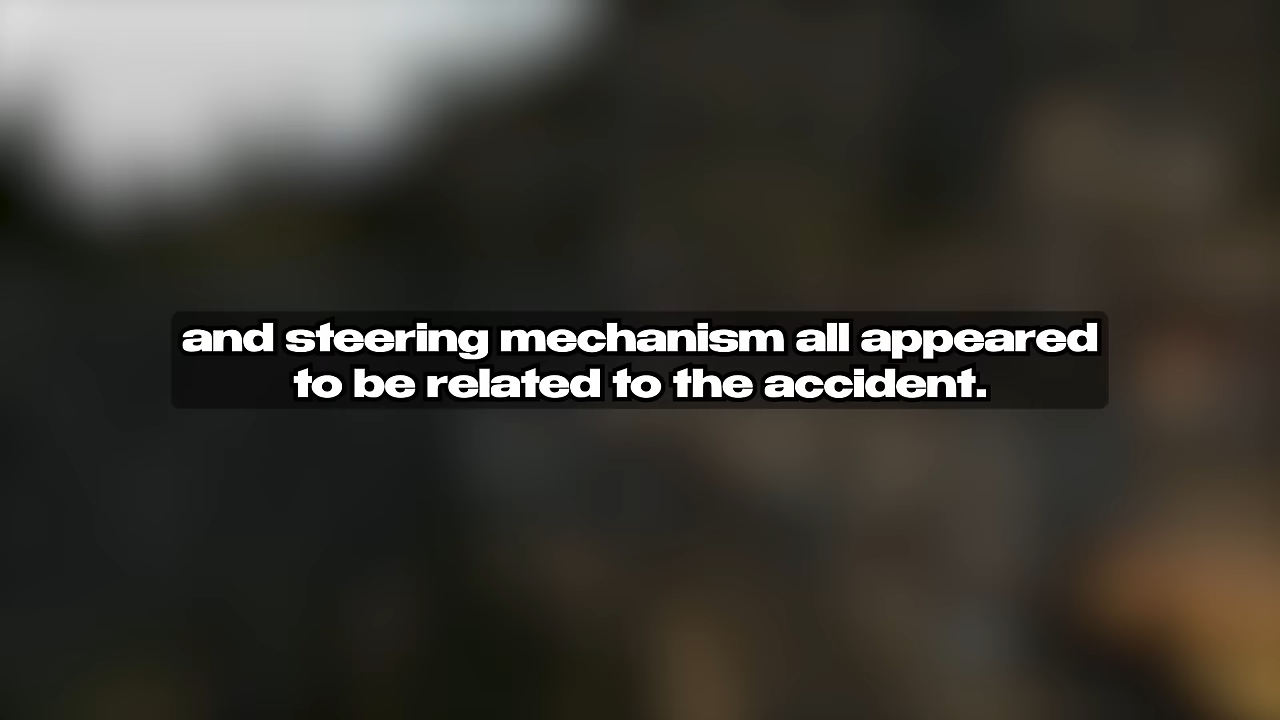 and steering mechanism all appeared
to be related to the accident.